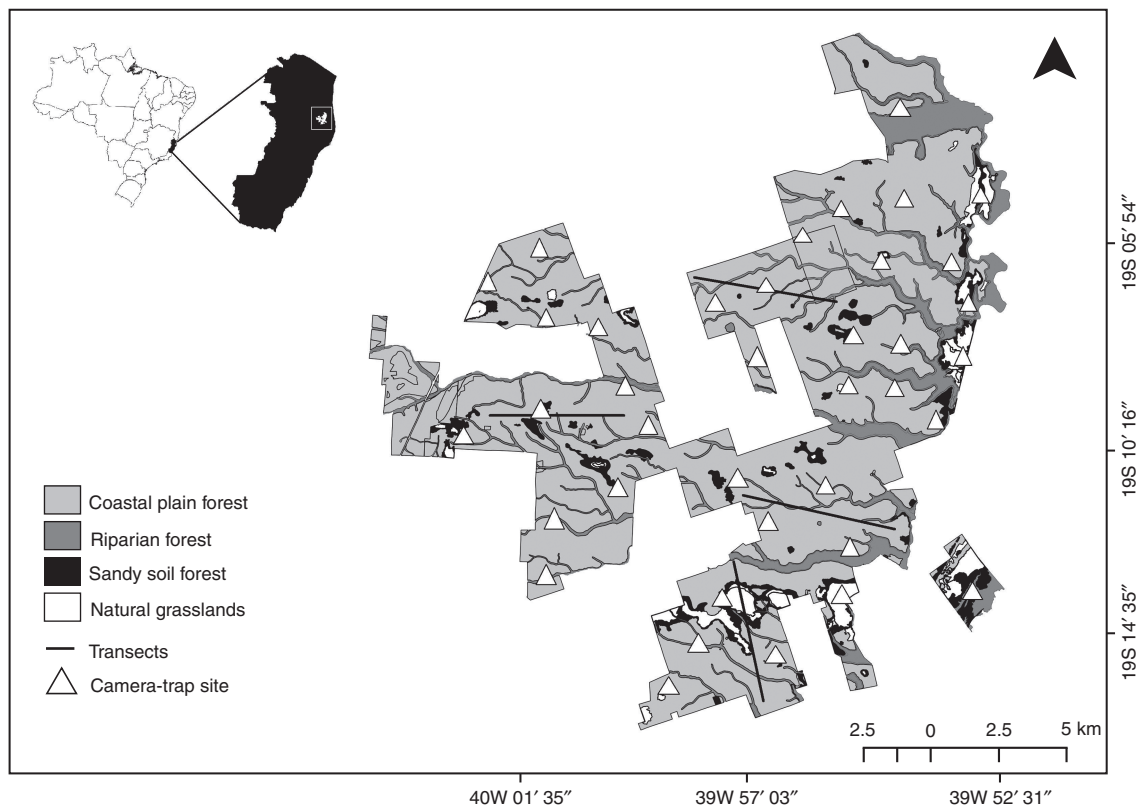 19S 05′ 54″
19S 10′ 16″
19S 14′ 35″
Coastal plain forest
Riparian forest
Sandy soil forest
Natural grasslands
Transects
Camera-trap site
2.5 0 2.5 5 km
40W 01′ 35″ 39W 57′ 03″ 39W 52′ 31″